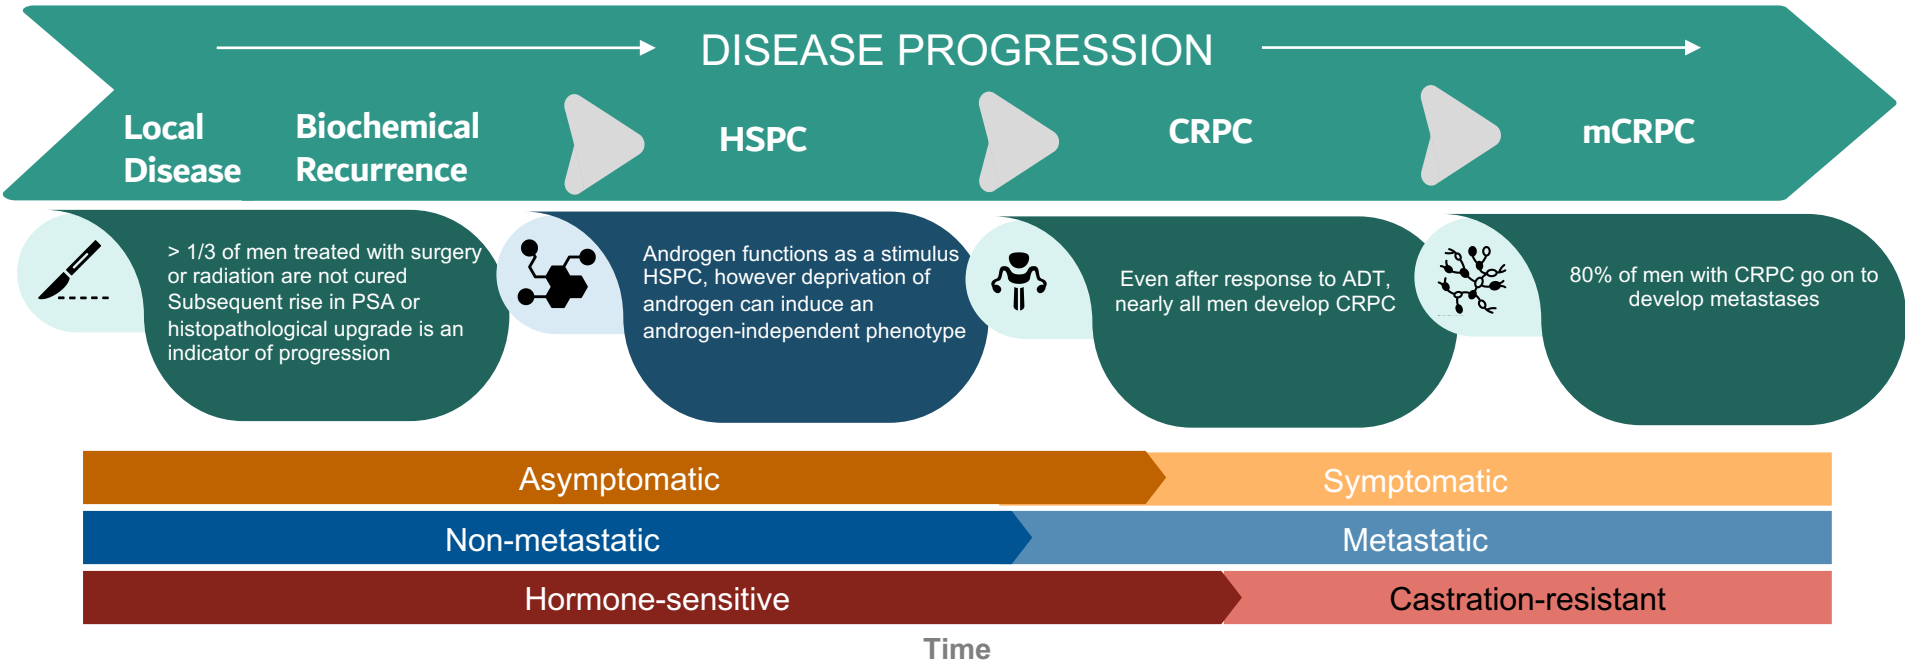 DISEASE PROGRESSION
Local
Disease
Biochemical
Recurrence
HSPC
CRPC
mCRPC
> 1/3 of men treated with surgery
or radiation are not cured
Subsequent rise in PSA or
histopathological upgrade is an
indicator of progression
Androgen functions as a stimulus
HSPC, however deprivation of
androgen can induce an
androgen-independent phenotype
Even after response to ADT,
nearly all men develop CRPC
80% of men with CRPC go on to
develop metastases
Asymptomatic
Symptomatic
Non-metastatic
Metastatic
Hormone-sensitive
Castration-resistant
Time